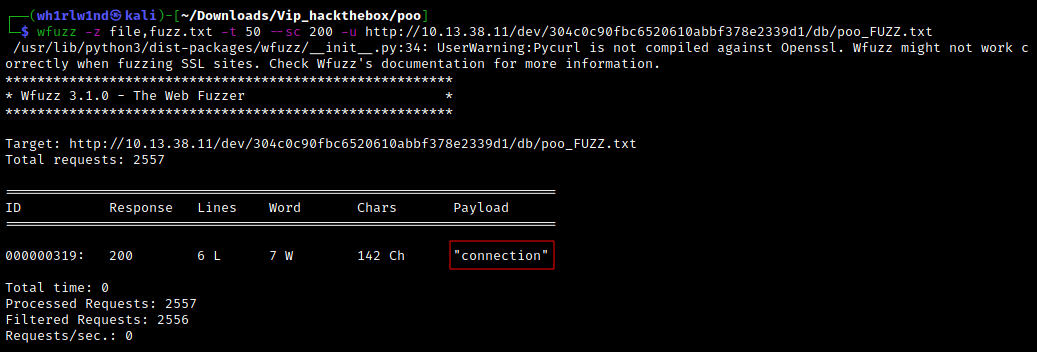 ┌──(wh1rlw1nd㉿kali)-[~/Downloads/Vip_hackthebox/poo]
└─$ wfuzz -z file,fuzz.txt -t 50 --sc 200 -u http://10.13.38.11/dev/304c0c90fbc6520610abbf378e2339d1/db/poo_FUZZ.txt
/usr/lib/python3/dist-packages/wfuzz/__init__.py:34: UserWarning:Pycurl is not compiled against Openssl. Wfuzz might not work c
orrectly when fuzzing SSL sites. Check Wfuzz's documentation for more information.
********************************************************
* Wfuzz 3.1.0 - The Web Fuzzer                         *
********************************************************
Target: http://10.13.38.11/dev/304c0c90fbc6520610abbf378e2339d1/db/poo_FUZZ.txt
Total requests: 2557
=====================================================================
ID           Response   Lines    Word       Chars       Payload
=====================================================================
000000319:   200        6 L      7 W        142 Ch      "connection"
Total time: 0
Processed Requests: 2557
Filtered Requests: 2556
Requests/sec.: 0